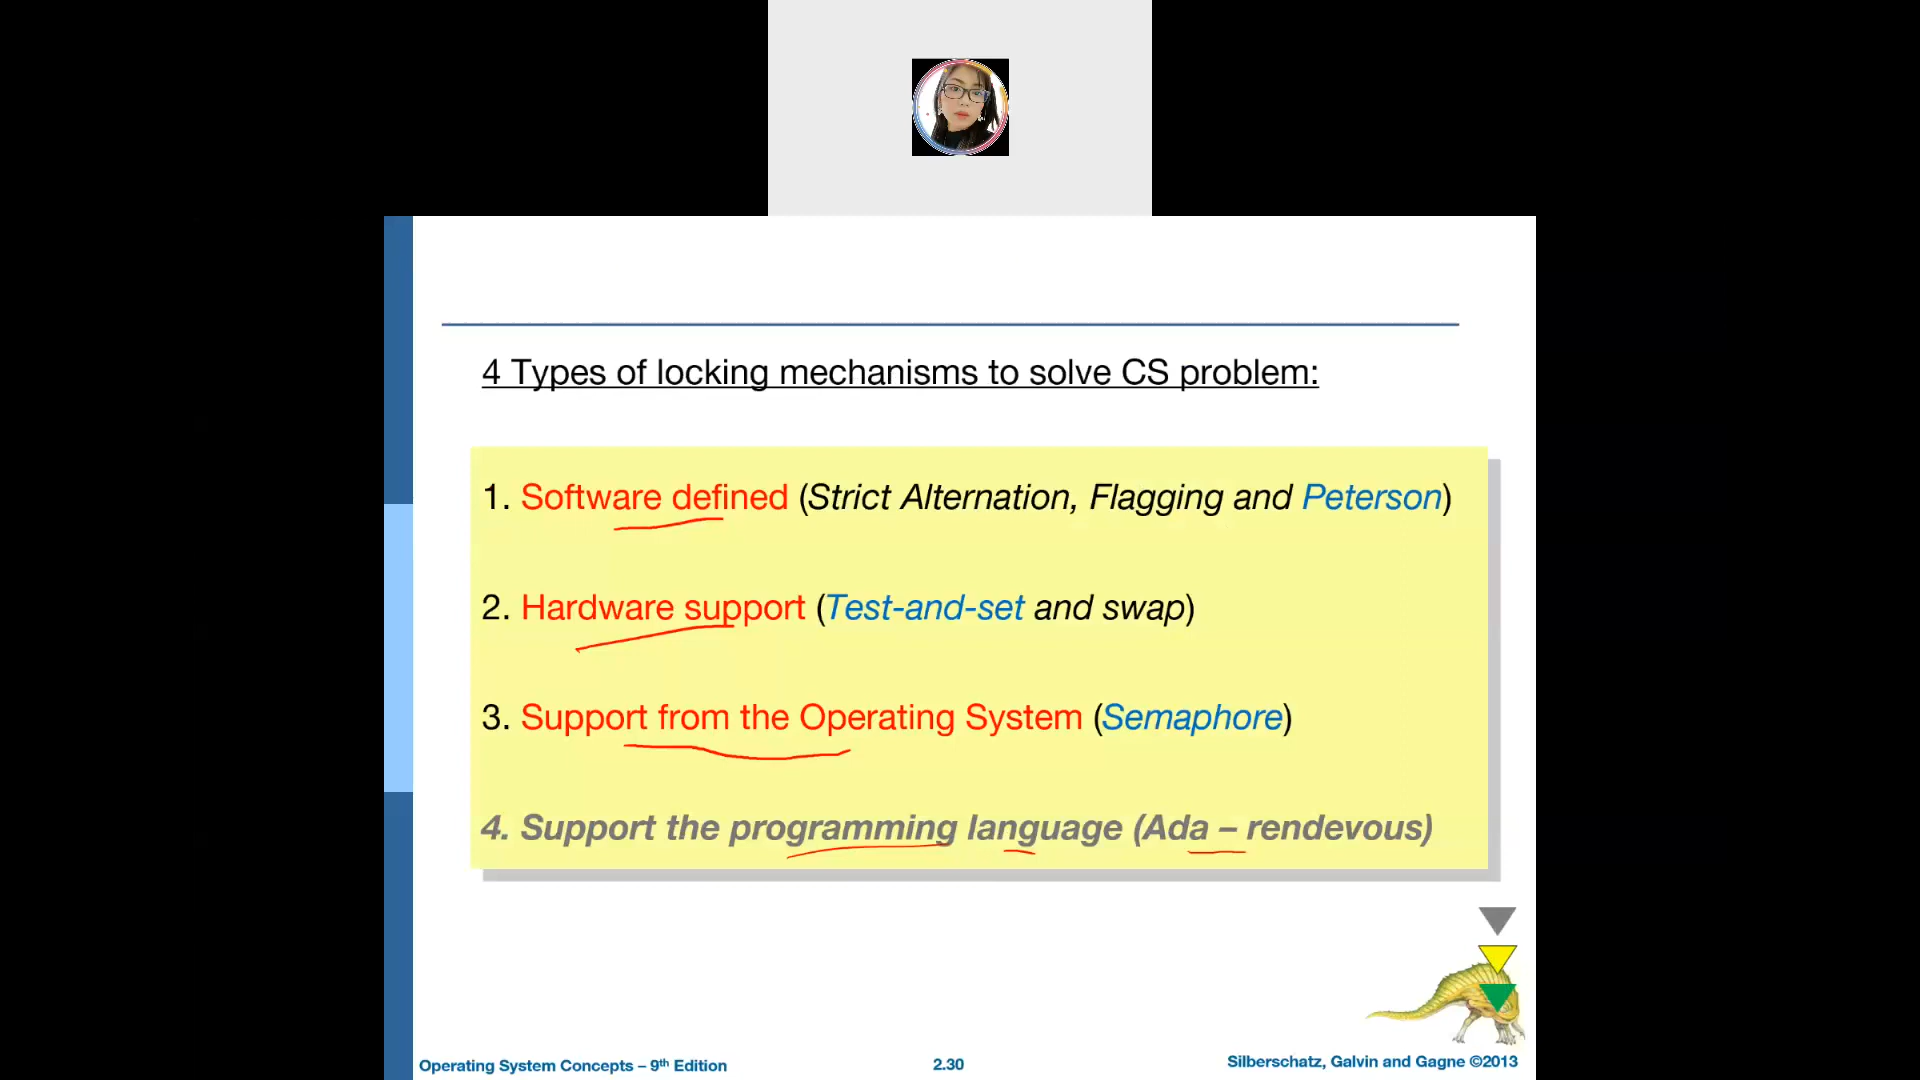 4 Types of locking mechanisms to solve CS problem:
1. Software defined (Strict Alternation, Flagging and Peterson)
2. Hardware support (Test-and-set and swap)
3. Support from the Operating System (Semaphore)
4. Support the programming language (Ada – rendevous)
Operating System Concepts – 9th Edition
2.30
Silberschatz, Galvin and Gagne ©2013